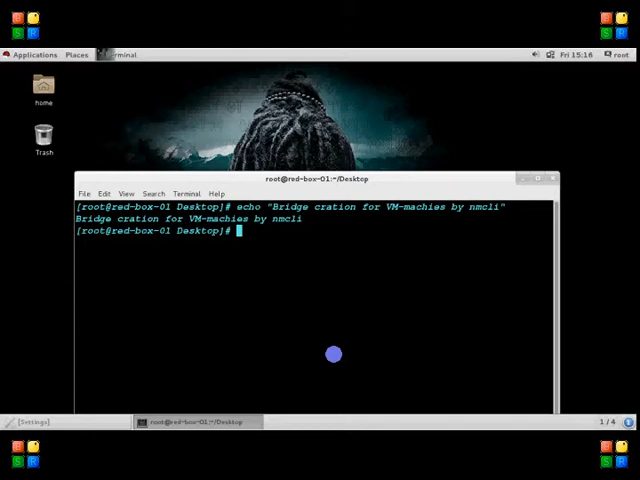 B
S R
B
S R
Applications Places Terminal Fri 15:16 root
home
Trash
root@red-box-01:~/Desktop
File Edit View Search Terminal Help
[root@red-box-01 Desktop]# echo "Bridge cration for VM-machies by nmcli"
Bridge cration for VM-machies by nmcli
[root@red-box-01 Desktop]#
[Settings] root@red-box-01:~/Desktop 1 / 4
B
S R
B
S R